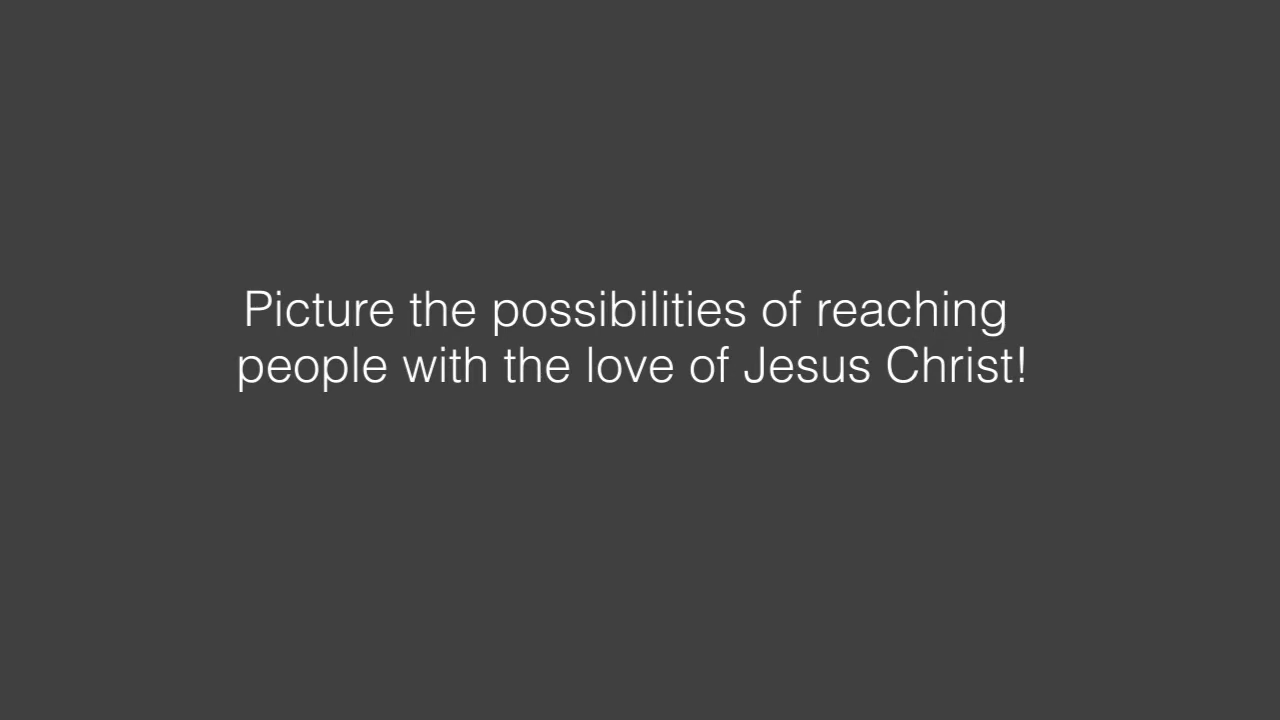 Picture the possibilities of reaching
people with the love of Jesus Christ!